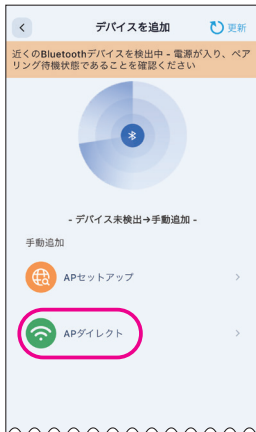 デバイスを追加
更新
近くのBluetoothデバイスを検出中 - 電源が入り、ペア
リング待機状態であることを確認ください
- デバイス未検出→手動追加 -
手動追加
APセットアップ
APダイレクト